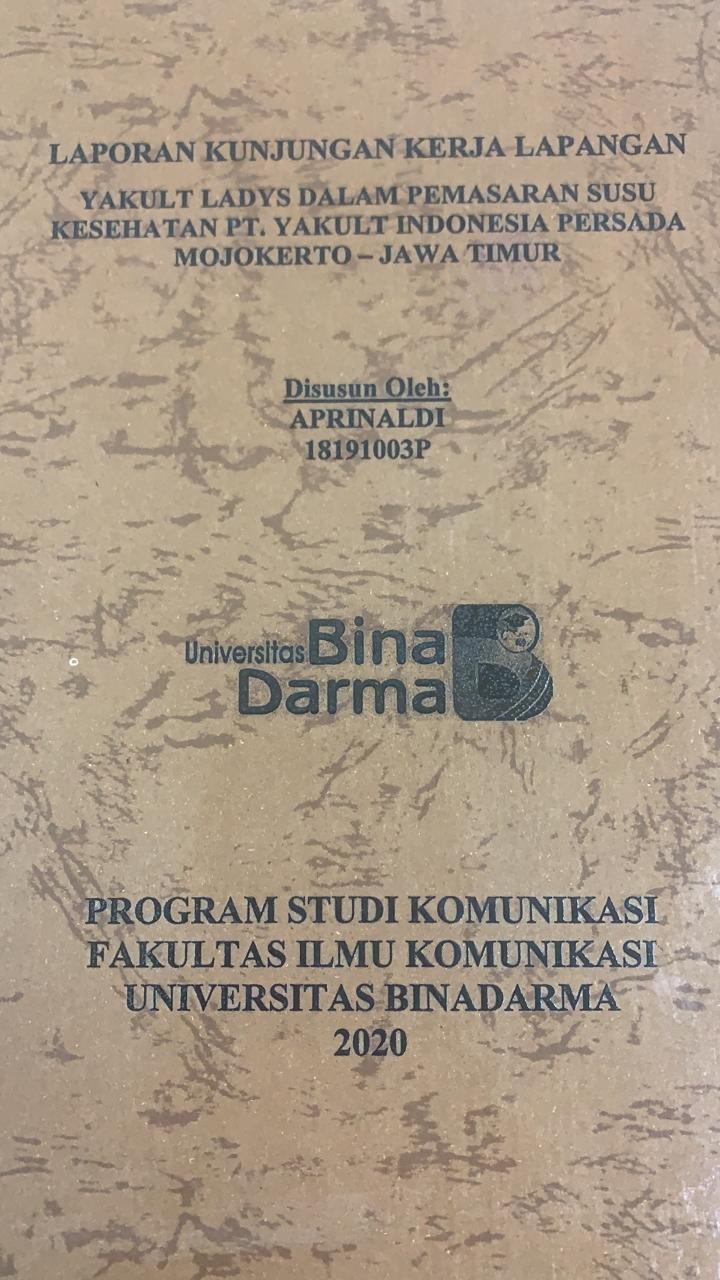 LAPORAN KUNJUNGAN KERJA LAPANGAN
YAKULT LADYS DALAM PEMASARAN SUSU
KESEHATAN PT. YAKULT INDONESIA PERSADA
MOJOKERTO – JAWA TIMUR
Disusun Oleh:
APRINALDI
18191003P
Universitas Bina
Darma
PROGRAM STUDI KOMUNIKASI
FAKULTAS ILMU KOMUNIKASI
UNIVERSITAS BINADARMA
2020